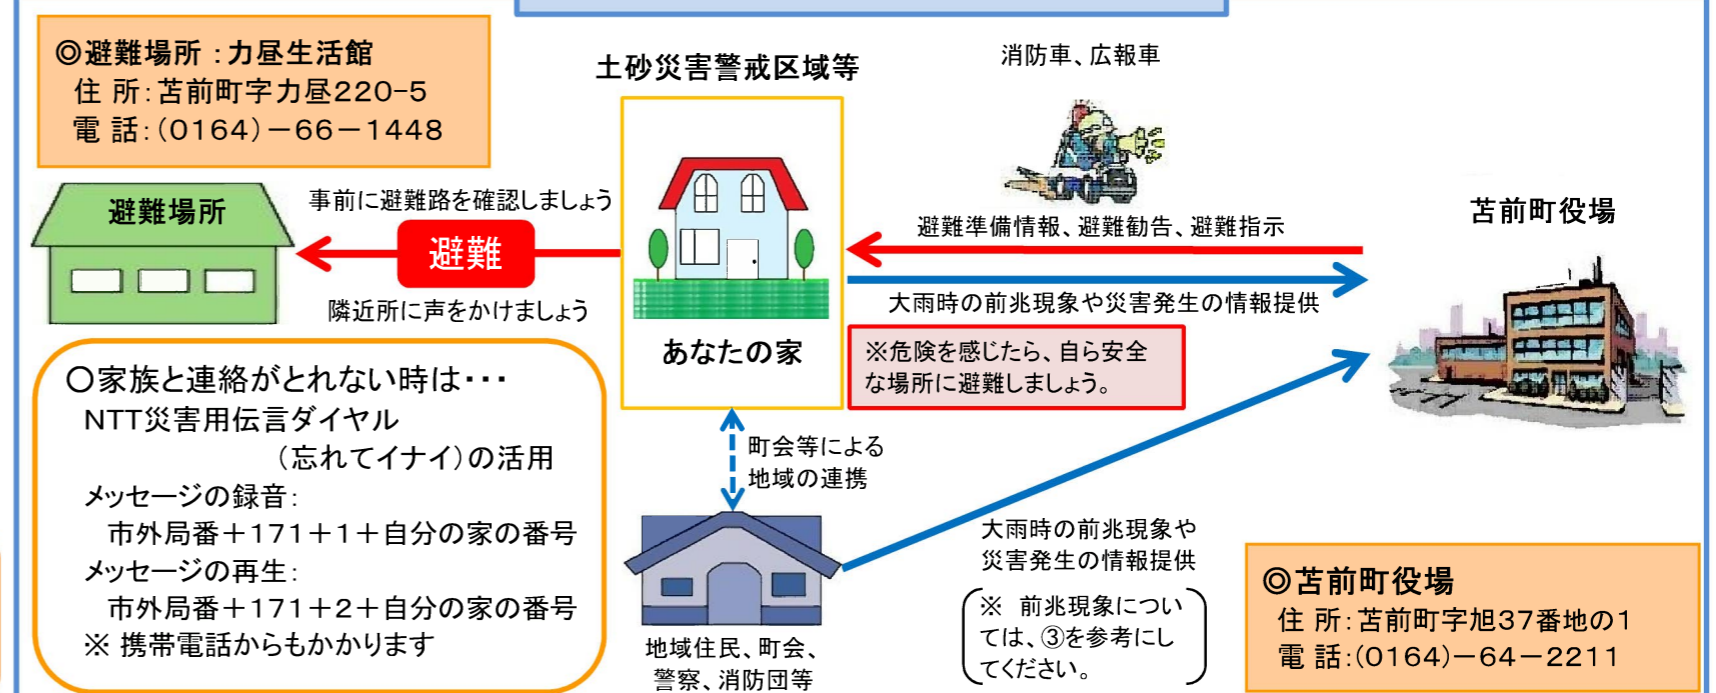 ◎避難場所：力昼生活館
住 所：苫前町字力昼220-5
電 話：(0164)－66－1448
土砂災害警戒区域等
消防車、広報車
避難場所
事前に避難路を確認しましょう
避難
隣近所に声をかけましょう
避難準備情報、避難勧告、避難指示
大雨時の前兆現象や災害発生の情報提供
苫前町役場
あなたの家
※危険を感じたら、自ら安全
な場所に避難しましょう。
〇家族と連絡がとれない時は・・・
NTT災害用伝言ダイヤル
（忘れてイナイ）の活用
メッセージの録音：
市外局番＋171＋1＋自分の家の番号
メッセージの再生：
市外局番＋171＋2＋自分の家の番号
※ 携帯電話からもかかります
町会等による
地域の連携
地域住民、町会、
警察、消防団等
大雨時の前兆現象や
災害発生の情報提供
※ 前兆現象につい
ては、③を参考にし
てください。
◎苫前町役場
住 所：苫前町字旭37番地の1
電 話：(0164)－64－2211